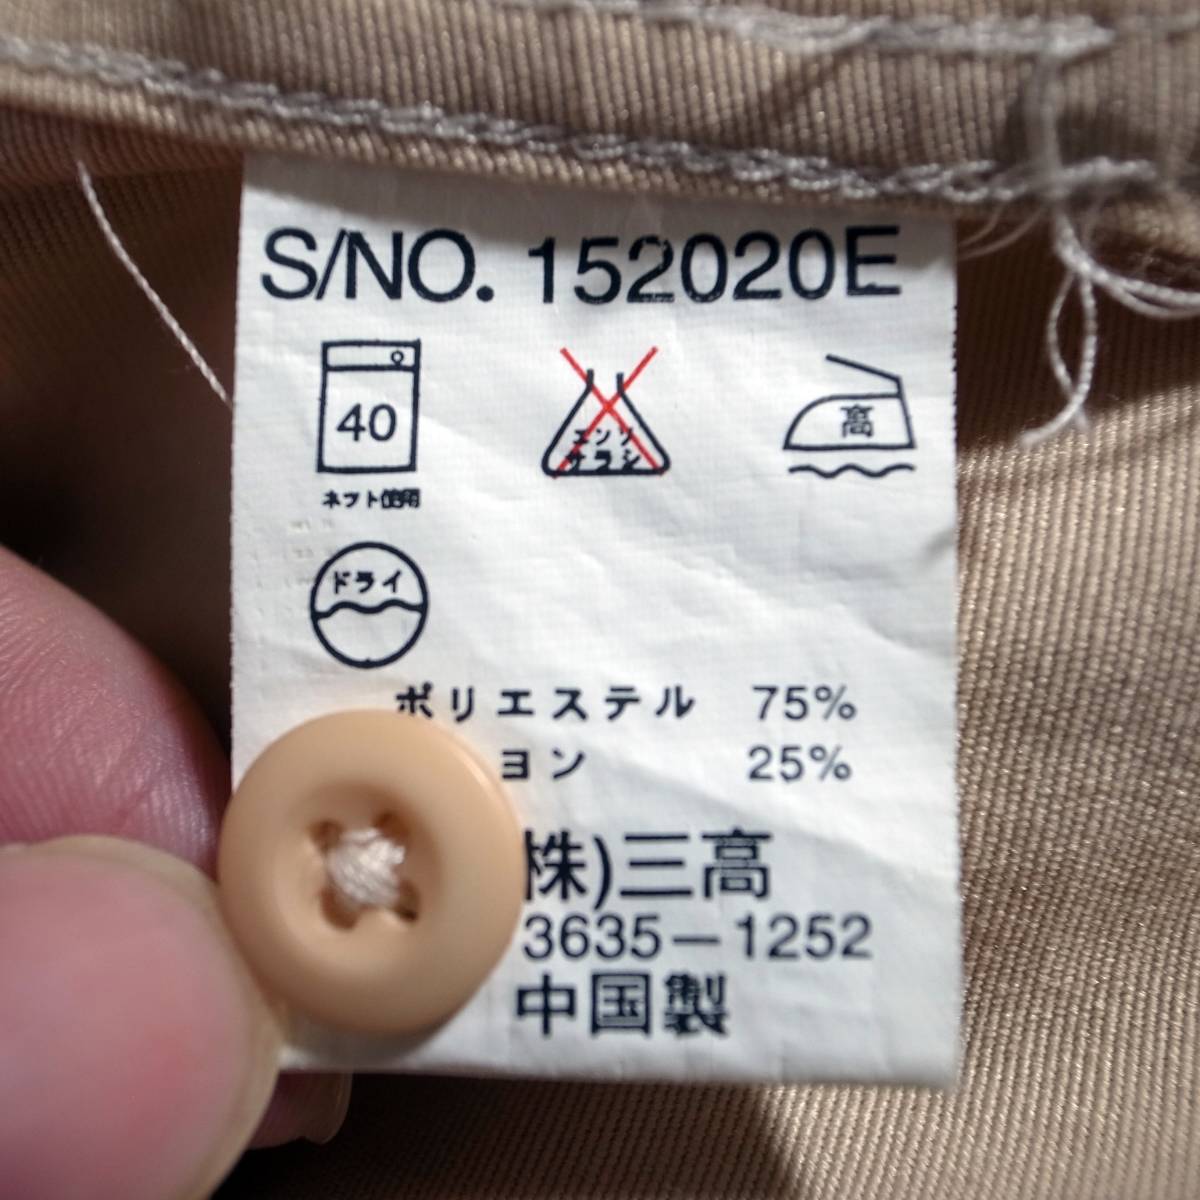 S/NO. 152020E
40
エンソ
サラシ
高
ネット使用
ドライ
ポリエステル 75%
ヨン 25%
株)三高
3635-1252
中国製